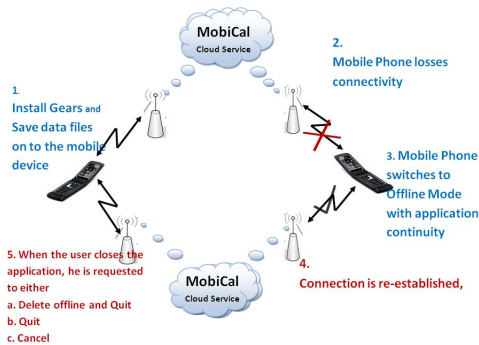 MobiCal
Cloud Service
2.
Mobile Phone losses
connectivity
1.
Install Gears and
Save data files
on to the mobile
device
3. Mobile Phone
switches to
Offline Mode
with application
continuity
5. When the user closes the
application, he is requested
to either
a. Delete offline and Quit
b. Quit
c. Cancel
MobiCal
Cloud Service
4.
Connection is re-established,